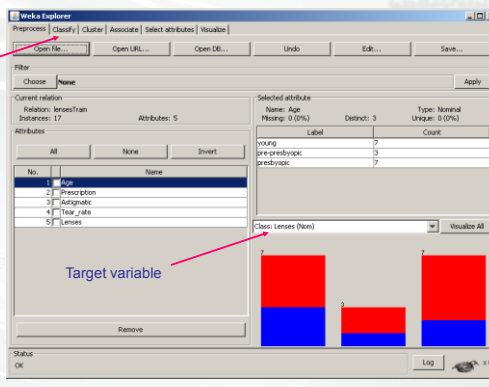 Weka Explorer
Preprocess Classify Cluster Associate Select attributes Visualize
Open file... Open URL... Open DB... Undo Edit... Save...
Filter
Choose None Apply
Current relation
Relation: lensesTrain
Instances: 17 Attributes: 5
Attributes
All None Invert
No. Name
1 Age
2 Prescription
3 Astigmatic
4 Tear_rate
5 Lenses
Remove
Selected attribute
Name: Age Type: Nominal
Missing: 0 (0%) Distinct: 3 Unique: 0 (0%)
Label Count
young 7
pre-presbyopic 3
presbyopic 7
Class: Lenses (Nom) Visualize All
7 3 7
Target variable
Status
OK Log x